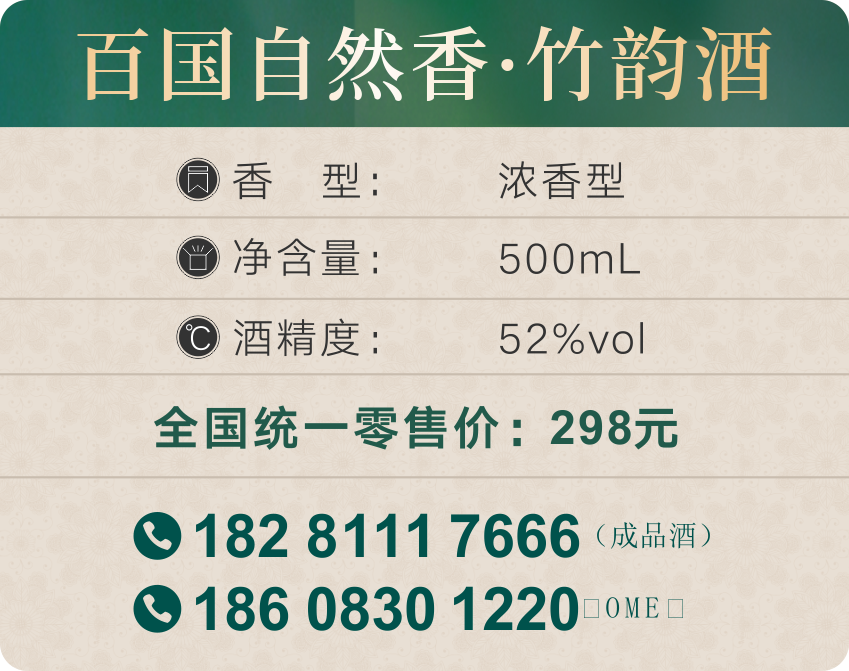 百国自然香·竹韵酒
香 型： 浓香型
净含量： 500mL
酒精度： 52%vol
全国统一零售价：298元
182 8111 7666（成品酒）
186 0830 1220□OME□